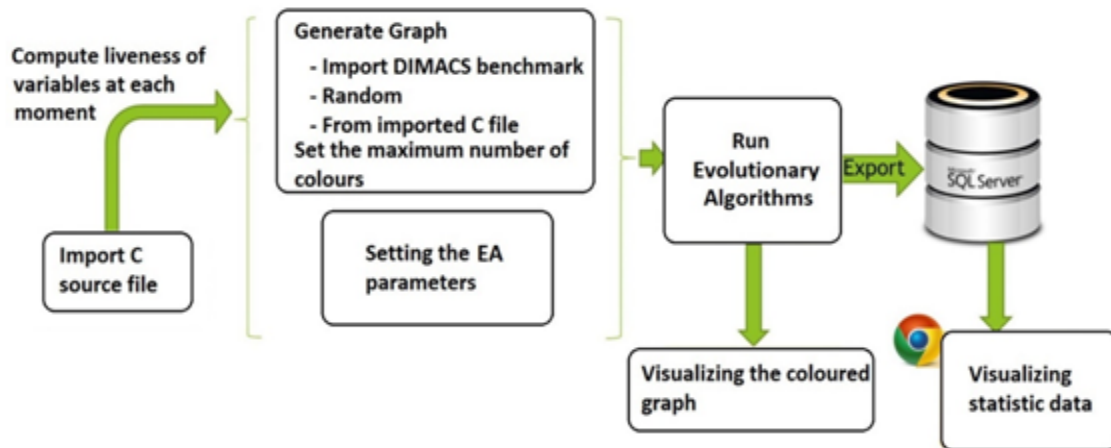 Compute liveness of
variables at each
moment
Import C
source file
Generate Graph
- Import DIMACS benchmark
- Random
- From imported C file
Set the maximum number of
colours
Setting the EA
parameters
Run
Evolutionary
Algorithms
Export
Microsoft
SQL Server
Visualizing the coloured
graph
Visualizing
statistic data